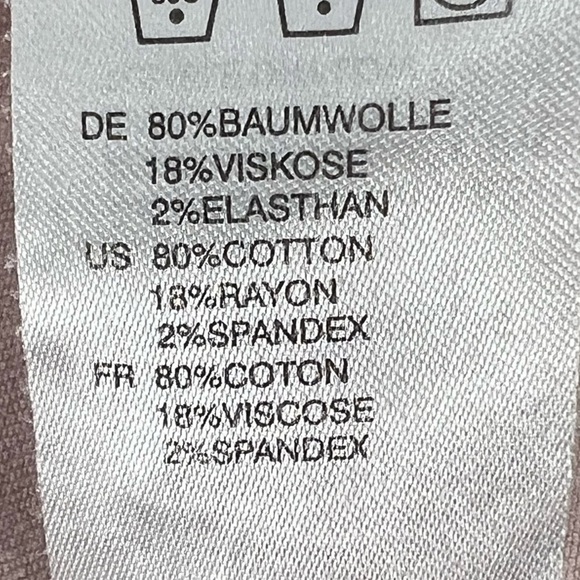 DE 80%BAUMWOLLE
18%VISKOSE
2%ELASTHAN
US 80%COTTON
18%RAYON
2%SPANDEX
FR 80%COTON
18%VISCOSE
2%SPANDEX